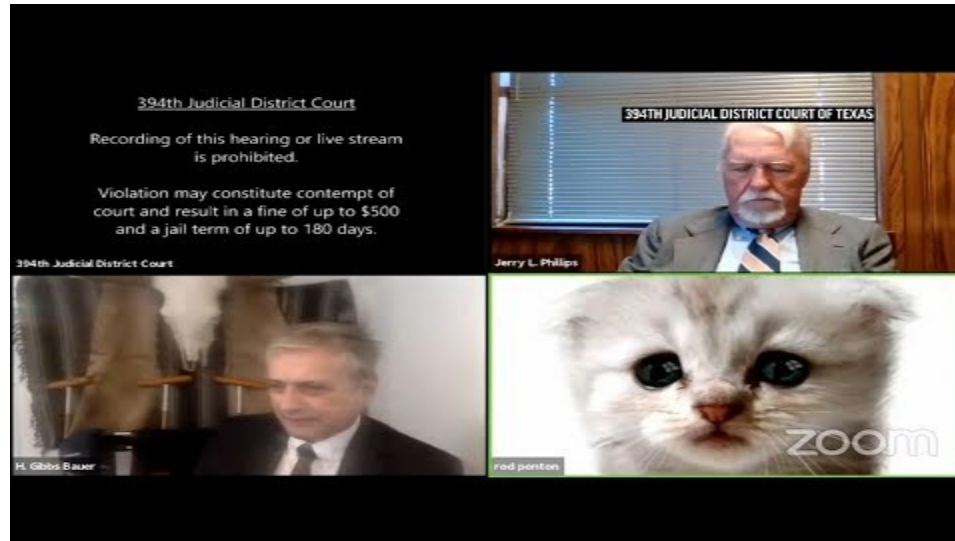 394th Judicial District Court
Recording of this hearing or live stream
is prohibited.
Violation may constitute contempt of
court and result in a fine of up to $500
and a jail term of up to 180 days.
394th Judicial District Court
394TH JUDICIAL DISTRICT COURT OF TEXAS
Jerry L. Phillips
H. Gibbs Bauer
zoom
rod ponton